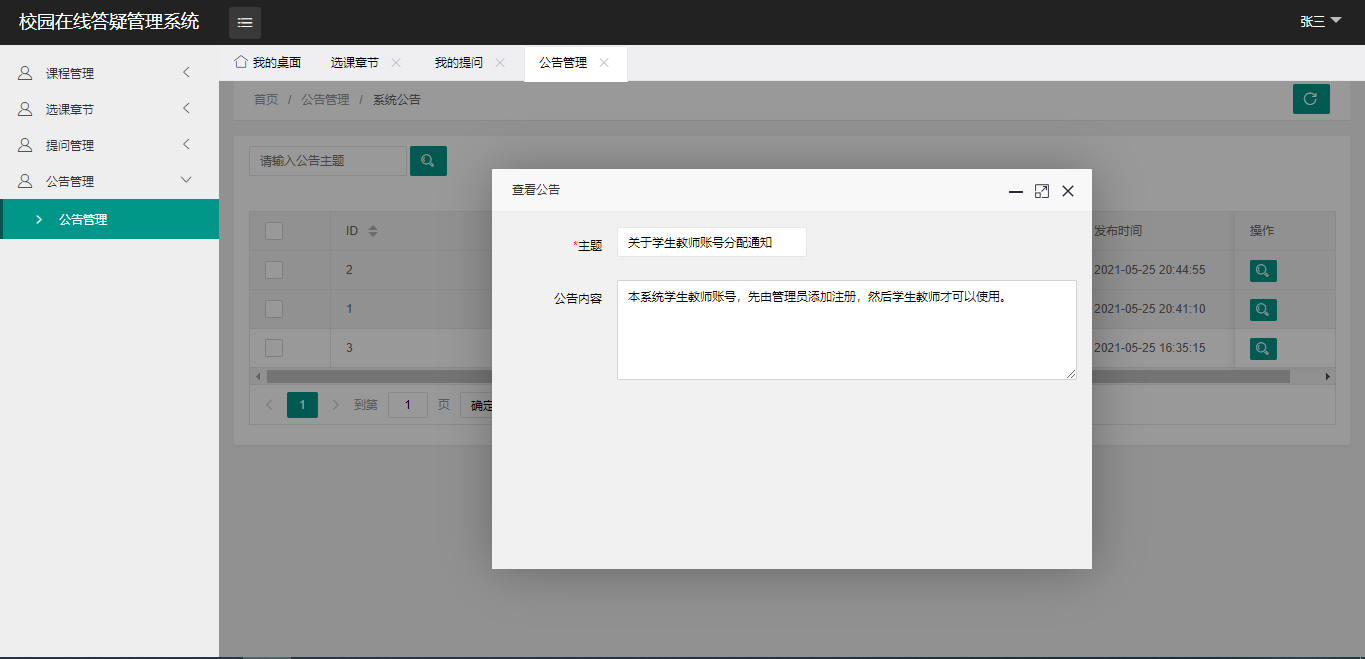 校园在线答疑管理系统
张三
课程管理
选课章节
提问管理
公告管理
公告管理
我的桌面
选课章节
我的提问
公告管理
首页 / 公告管理 / 系统公告
请输入公告主题
ID
发布时间
操作
2
2021-05-25 20:44:55
1
2021-05-25 20:41:10
3
2021-05-25 16:35:15
1
到第
1
页
确定
查看公告
*主题
关于学生教师账号分配通知
公告内容
本系统学生教师账号，先由管理员添加注册，然后学生教师才可以使用。